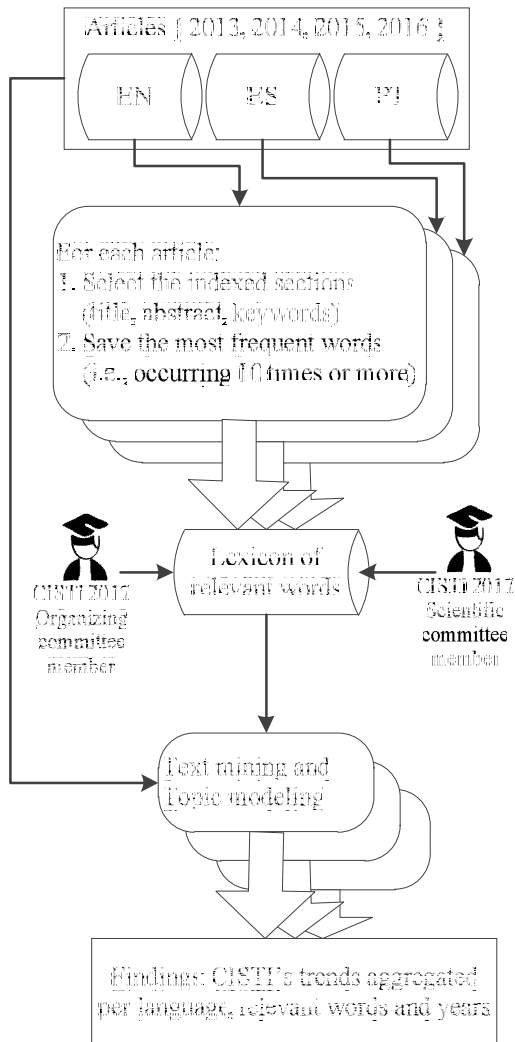 Articles { 2013, 2014, 2015, 2016 }
EN ES PT
For each article:
1. Select the indexed sections
(title, abstract, keywords)
2. Save the most frequent words
(i.e., occurring 10 times or more)
Lexicon of
relevant words
CISTI 2017
Organizing
committee
member
CISTI 2017
Scientific
committee
member
Text mining and
Topic modeling
Findings: CISTI's trends aggregated
per language, relevant words and years